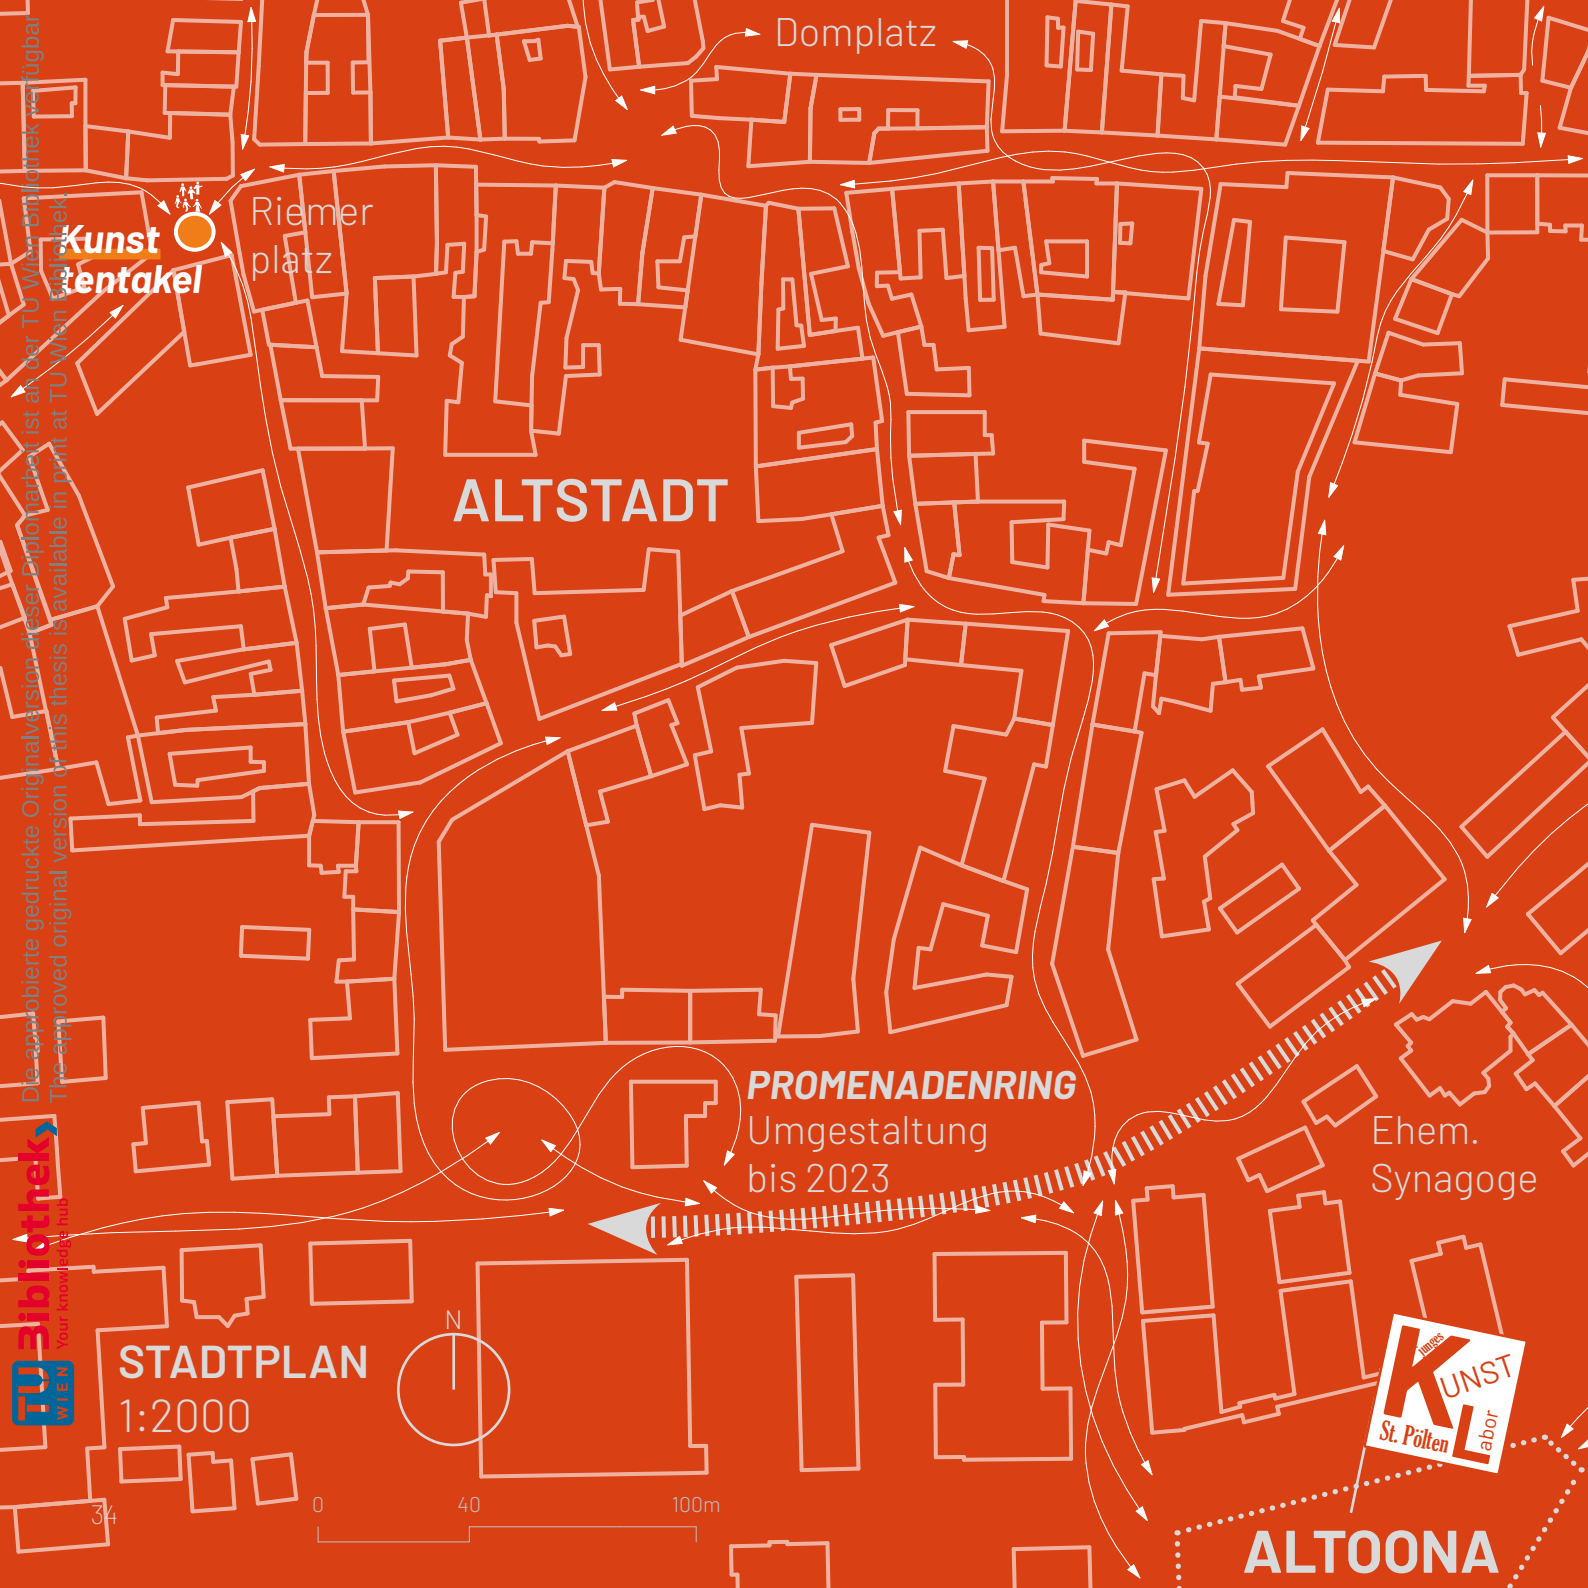 Domplatz
Riemer
platz
Kunst
tentakel
ALTSTADT
PROMENADENRING
Umgestaltung
bis 2023
Ehem.
Synagoge
N
STADTPLAN
1:2000
0 40 100m
34
junges
KUNST
Labor
St. Pölten
ALTOONA
Die approbierte gedruckte Originalversion dieser Diplomarbeit ist an der TU Wien Bibliothek verfügbar
The approved original version of this thesis is available in print at TU Wien Bibliothek.
TU Bibliothek
WIEN Your knowledge hub